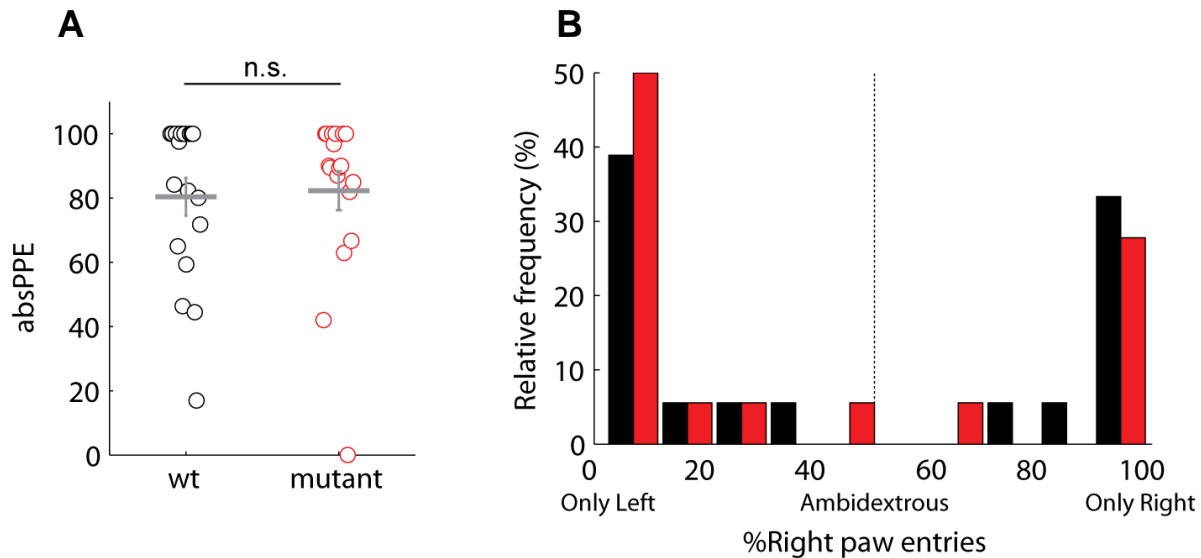 A
n.s.
absPPE
100
80
60
40
20
0
wt mutant
B
Relative frequency (%)
50
40
30
20
10
0
0 20 40 60 80 100
Only Left Ambidextrous Only Right
%Right paw entries